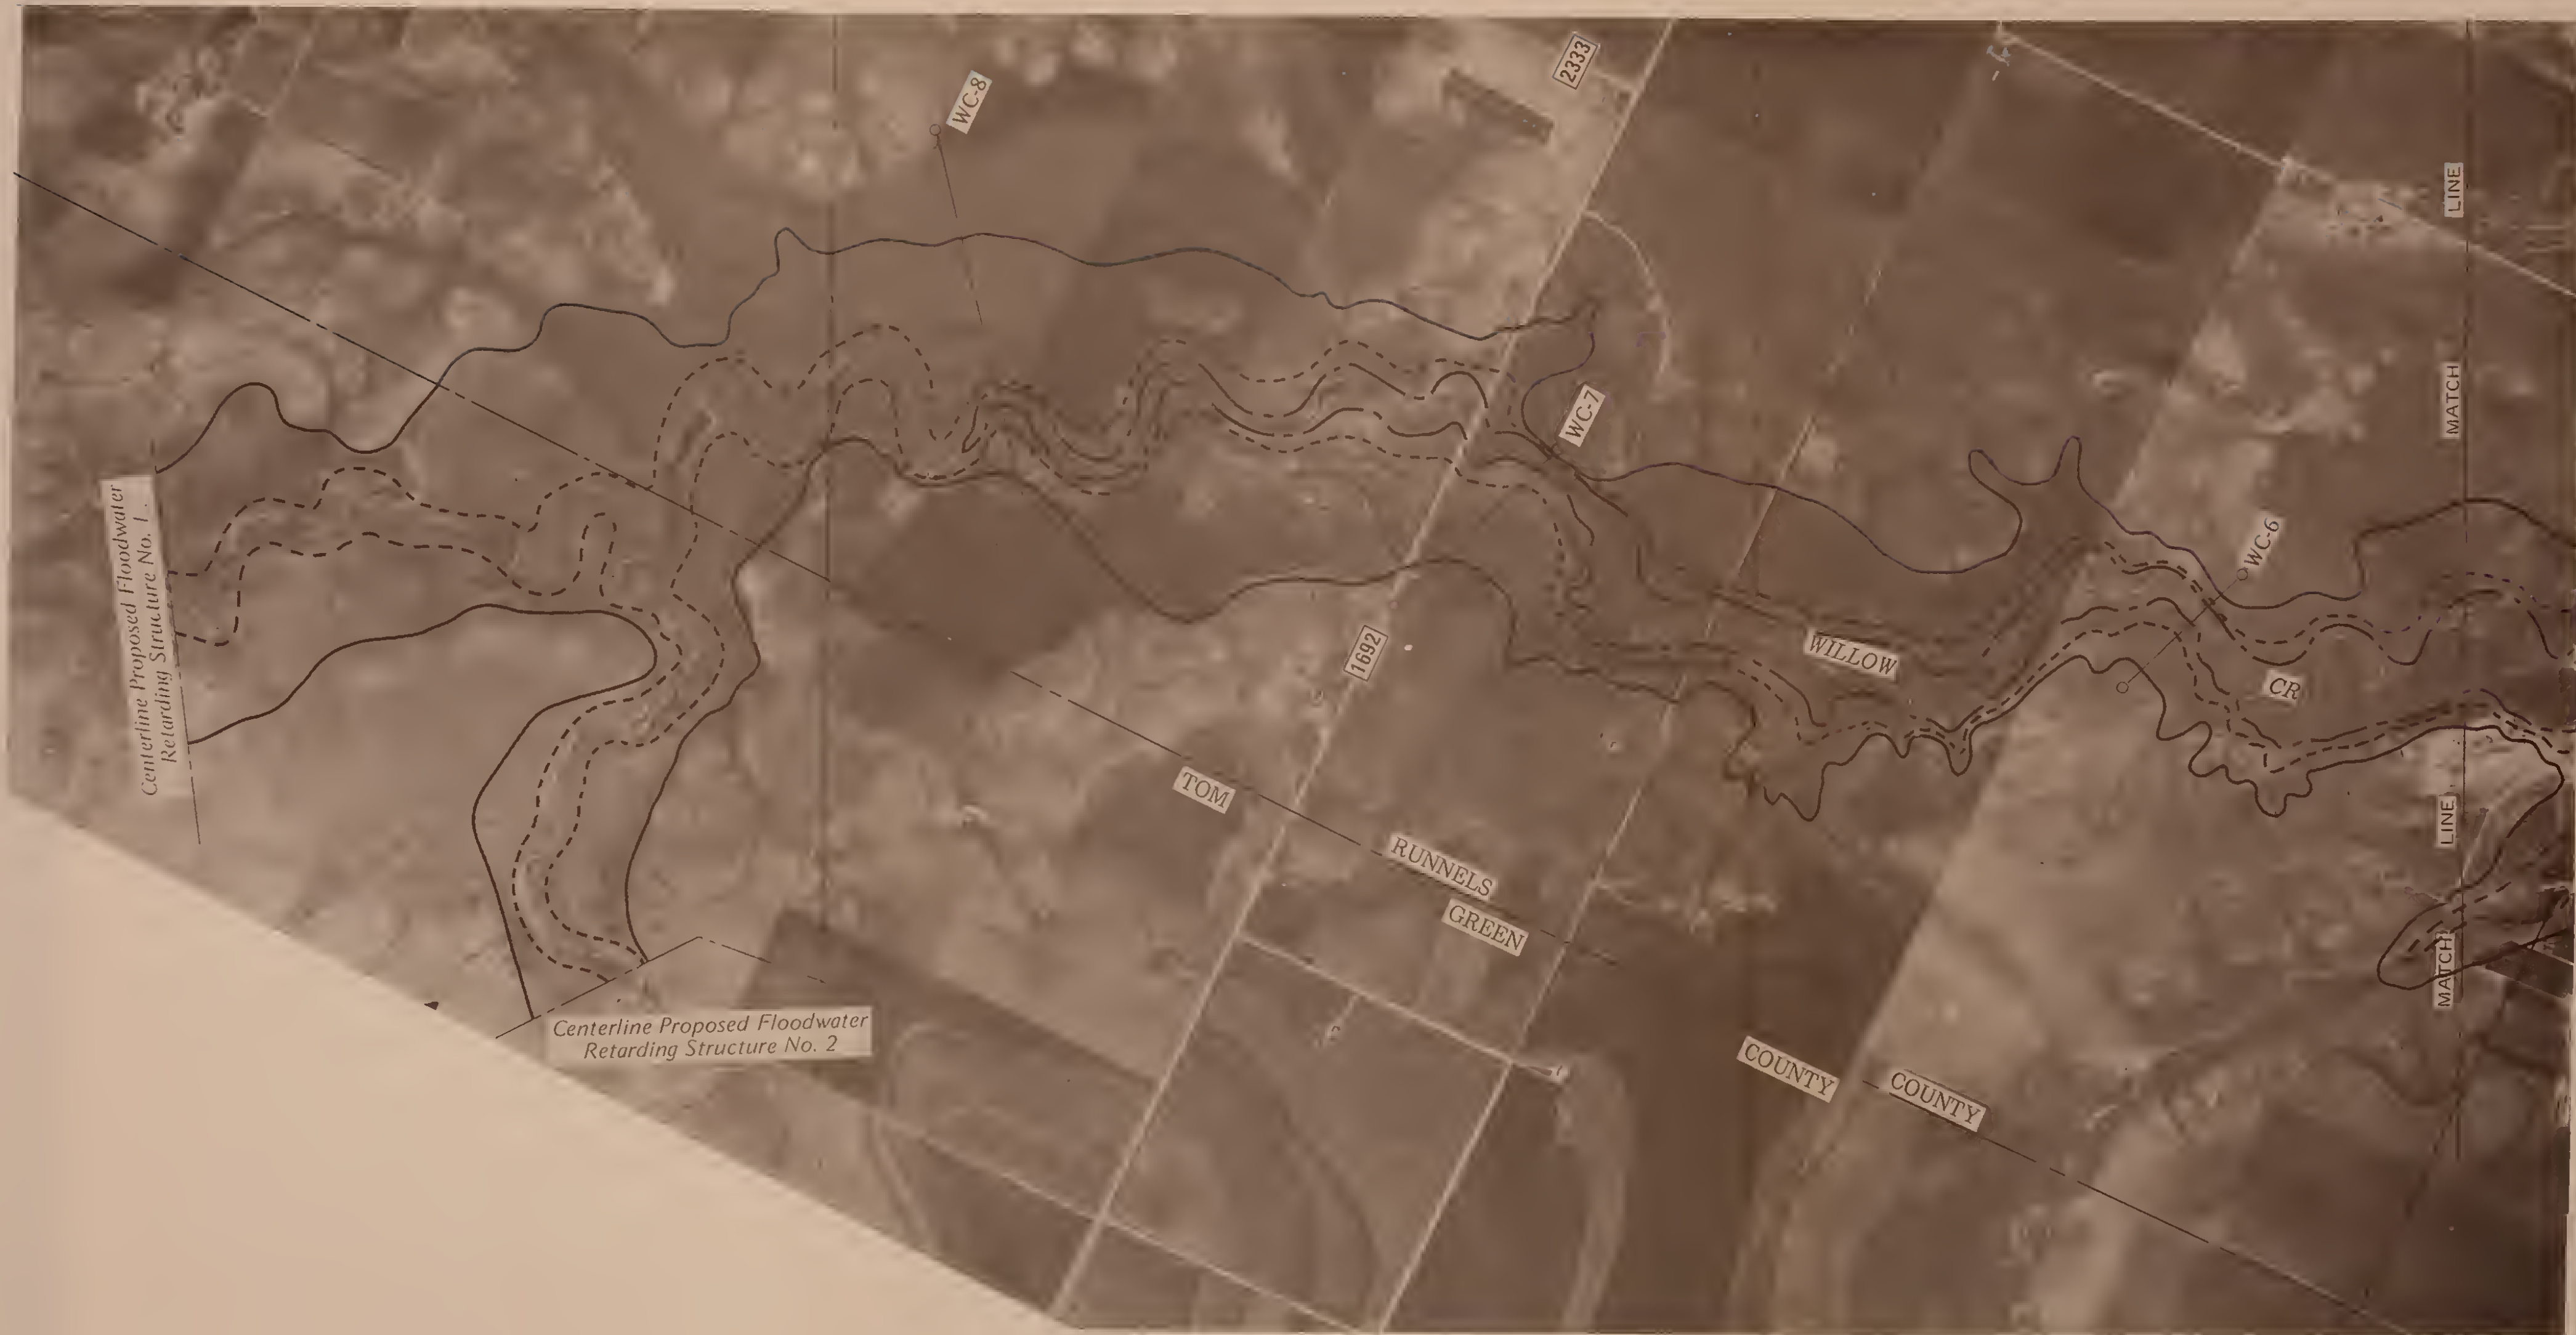 2333
WC-8
LINE
MATCH
WC-7
WC-6
Centerline Proposed Floodwater
Retarding Structure No. 1
WILLOW
CR
1692
TOM
RUNNELS
GREEN
LINE
MATCH
Centerline Proposed Floodwater
Retarding Structure No. 2
COUNTY
COUNTY